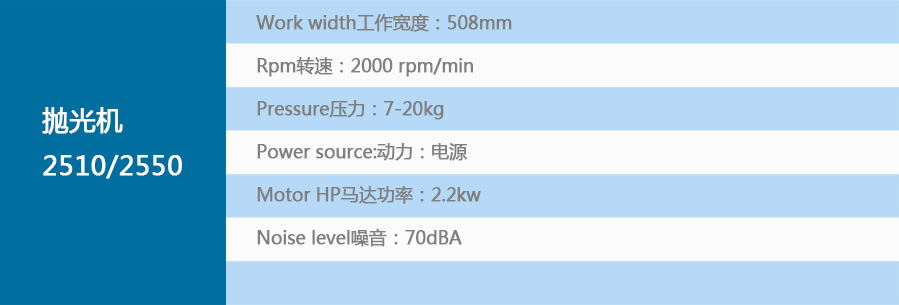 抛光机
2510/2550
Work width工作宽度：508mm
Rpm转速：2000 rpm/min
Pressure压力：7-20kg
Power source:动力：电源
Motor HP马达功率：2.2kw
Noise level噪音：70dBA